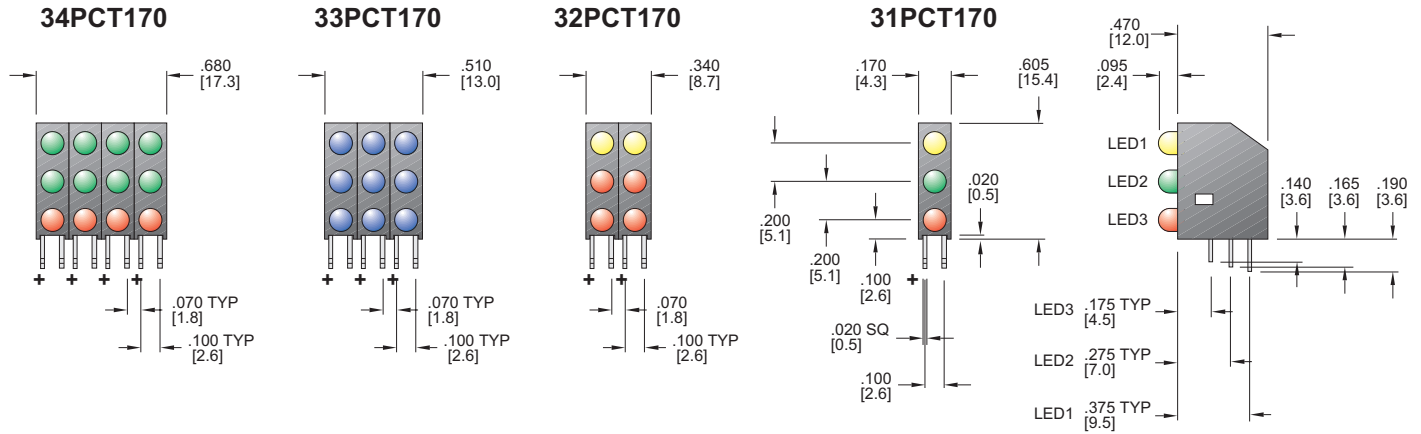 34PCT170
33PCT170
32PCT170
31PCT170
.680
[17.3]
.510
[13.0]
.340
[8.7]
.170
[4.3]
.605
[15.4]
.470
[12.0]
.095
[2.4]
LED1
LED2
LED3
.020
[0.5]
.200
[5.1]
.200
[5.1]
.100
[2.6]
.140
[3.6]
.165
[3.6]
.190
[3.6]
+ + + +
+ + +
+ +
+
.070 TYP
[1.8]
.100 TYP
[2.6]
.070 TYP
[1.8]
.100 TYP
[2.6]
.070
[1.8]
.100 TYP
[2.6]
.020 SQ
[0.5]
.100
[2.6]
LED3 .175 TYP
[4.5]
LED2 .275 TYP
[7.0]
LED1 .375 TYP
[9.5]